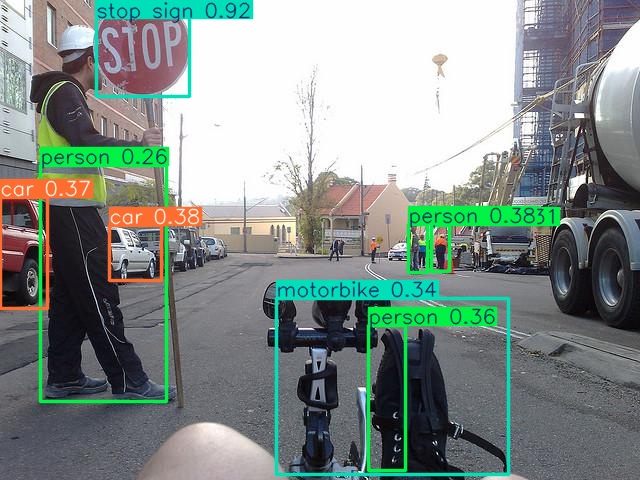 stop sign 0.92
STOP
person 0.26
car 0.37
car 0.38
person 0.3831
motorbike 0.34
person 0.36